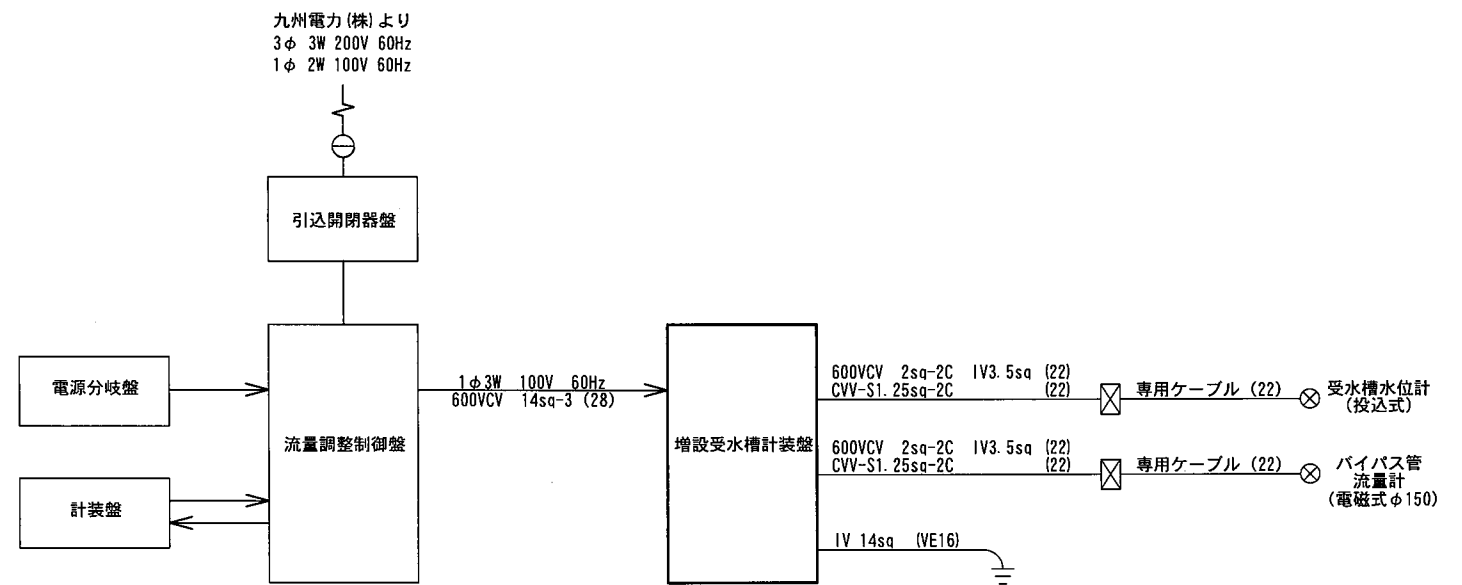 九州電力(株)より
3φ 3W 200V 60Hz
1φ 2W 100V 60Hz
引込開閉器盤
電源分岐盤
計装盤
流量調整制御盤
1φ3W 100V 60Hz
600VCV 14sq-3 (28)
増設受水槽計装盤
600VCV 2sq-2C IV3.5sq (22)
CVV-S1.25sq-2C (22)
専用ケーブル (22)
受水槽水位計
(投込式)
600VCV 2sq-2C IV3.5sq (22)
CVV-S1.25sq-2C (22)
専用ケーブル (22)
バイパス管
流量計
(電磁式φ150)
IV 14sq (VE16)